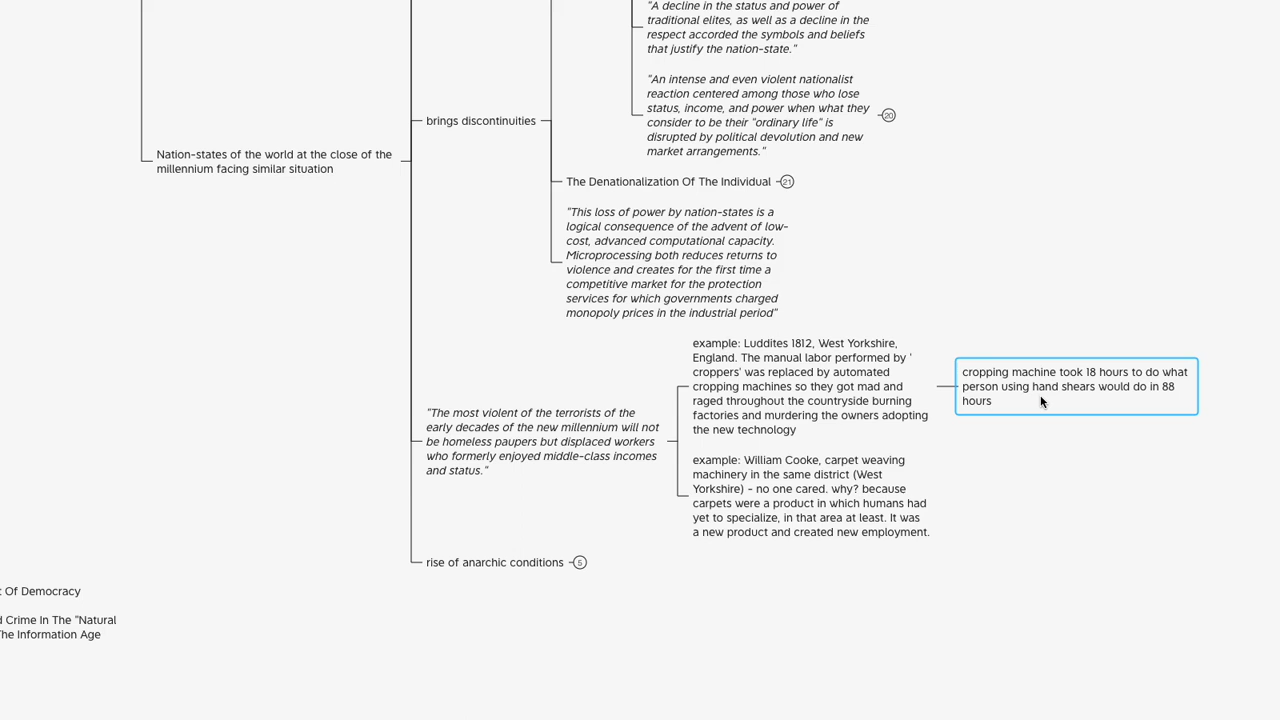 "A decline in the status and power of
traditional elites, as well as a decline in the
respect accorded the symbols and beliefs
that justify the nation-state."
"An intense and even violent nationalist
reaction centered among those who lose
status, income, and power when what they
consider to be their "ordinary life" is
disrupted by political devolution and new
market arrangements."
20
brings discontinuities
Nation-states of the world at the close of the
millennium facing similar situation
The Denationalization Of The Individual
21
"This loss of power by nation-states is a
logical consequence of the advent of low-
cost, advanced computational capacity.
Microprocessing both reduces returns to
violence and creates for the first time a
competitive market for the protection
services for which governments charged
monopoly prices in the industrial period"
example: Luddites 1812, West Yorkshire,
England. The manual labor performed by '
croppers' was replaced by automated
cropping machines so they got mad and
raged throughout the countryside burning
factories and murdering the owners adopting
the new technology
cropping machine took 18 hours to do what
person using hand shears would do in 88
hours
"The most violent of the terrorists of the
early decades of the new millennium will not
be homeless paupers but displaced workers
who formerly enjoyed middle-class incomes
and status."
example: William Cooke, carpet weaving
machinery in the same district (West
Yorkshire) - no one cared. why? because
carpets were a product in which humans had
yet to specialize, in that area at least. It was
a new product and created new employment.
rise of anarchic conditions
5
Of Democracy
Crime In The "Natural
The Information Age